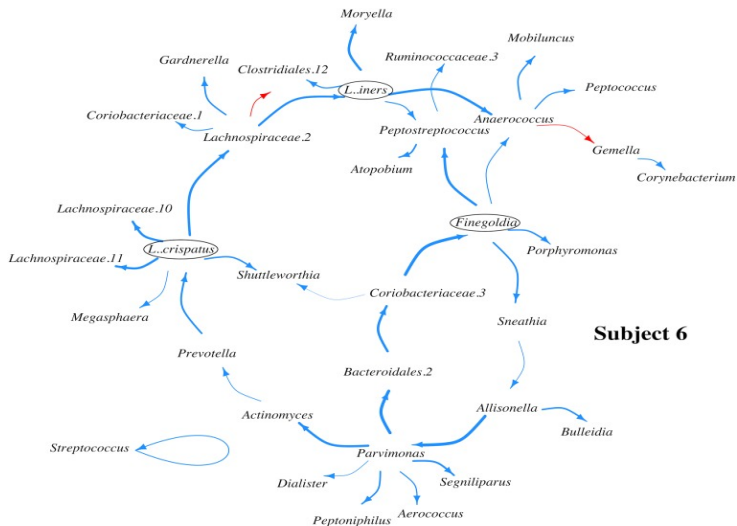 Moryella
Gardnerella
Clostridiales.12
Ruminococcaceae.3
Mobiluncus
L..iners
Peptococcus
Coriobacteriaceae.1
Lachnospiraceae.2
Peptostreptococcus
Anaerococcus
Gemella
Atopobium
Corynebacterium
Lachnospiraceae.10
Finegoldia
L..crispatus
Porphyromonas
Lachnospiraceae.11
Shuttleworthia
Coriobacteriaceae.3
Megasphaera
Sneathia
Subject 6
Prevotella
Bacteroidales.2
Actinomyces
Allisonella
Bulleidia
Streptococcus
Parvimonas
Dialister
Segniliparus
Peptoniphilus
Aerococcus